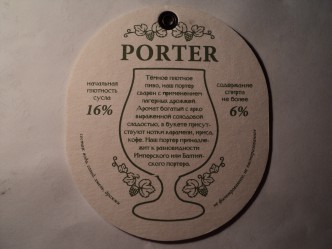 PORTER
начальная
плотность
сусла
16%
Тёмное плотное
пиво, наш портер
сварен с применением
лагерных дрожжей.
Аромат богатый с ярко
выраженной солодовой
сладостью, в букете присут-
ствуют нотки карамели, ириса,
кофе. Наш портер принадле-
жит к разновидности
Имперского или Балтий-
ского портера.
содержание
спирта
не более
6%